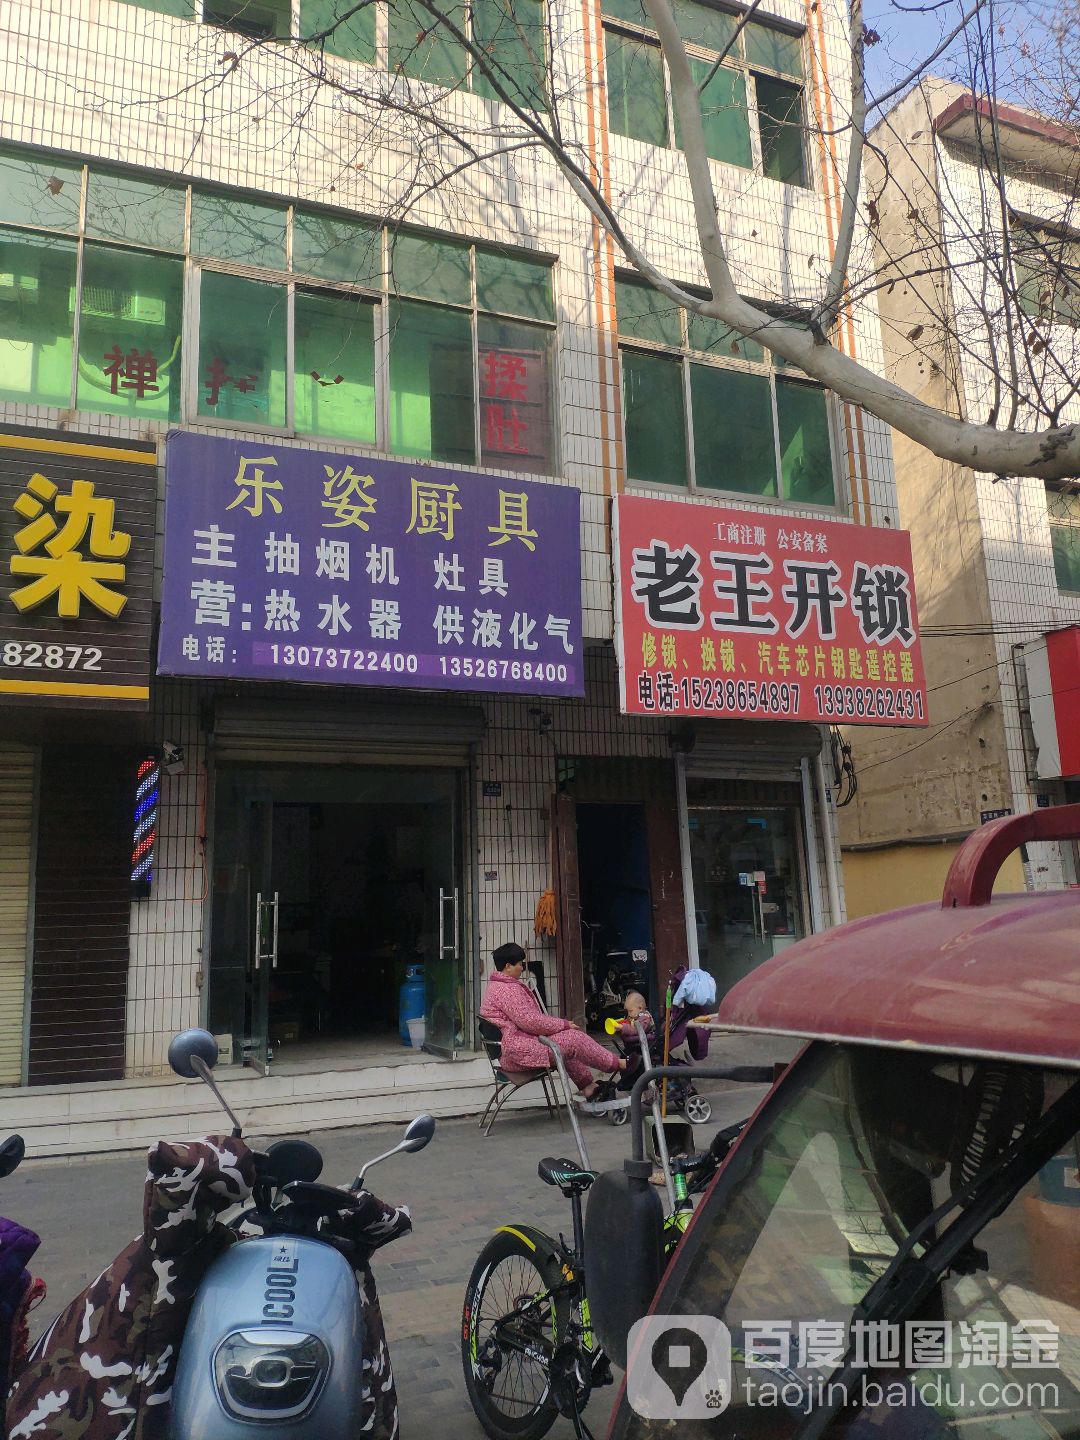 禅
揉
肚
染
82872
乐姿厨具
主营:
抽烟机 灶具
热水器 供液化气
电话: 13073722400 13526768400
工商注册 公安备案
老王开锁
修锁、换锁、汽车芯片钥匙遥控器
电话:15238654897 13938262431
ICOOL
百度地图淘金
taojin.baidu.com